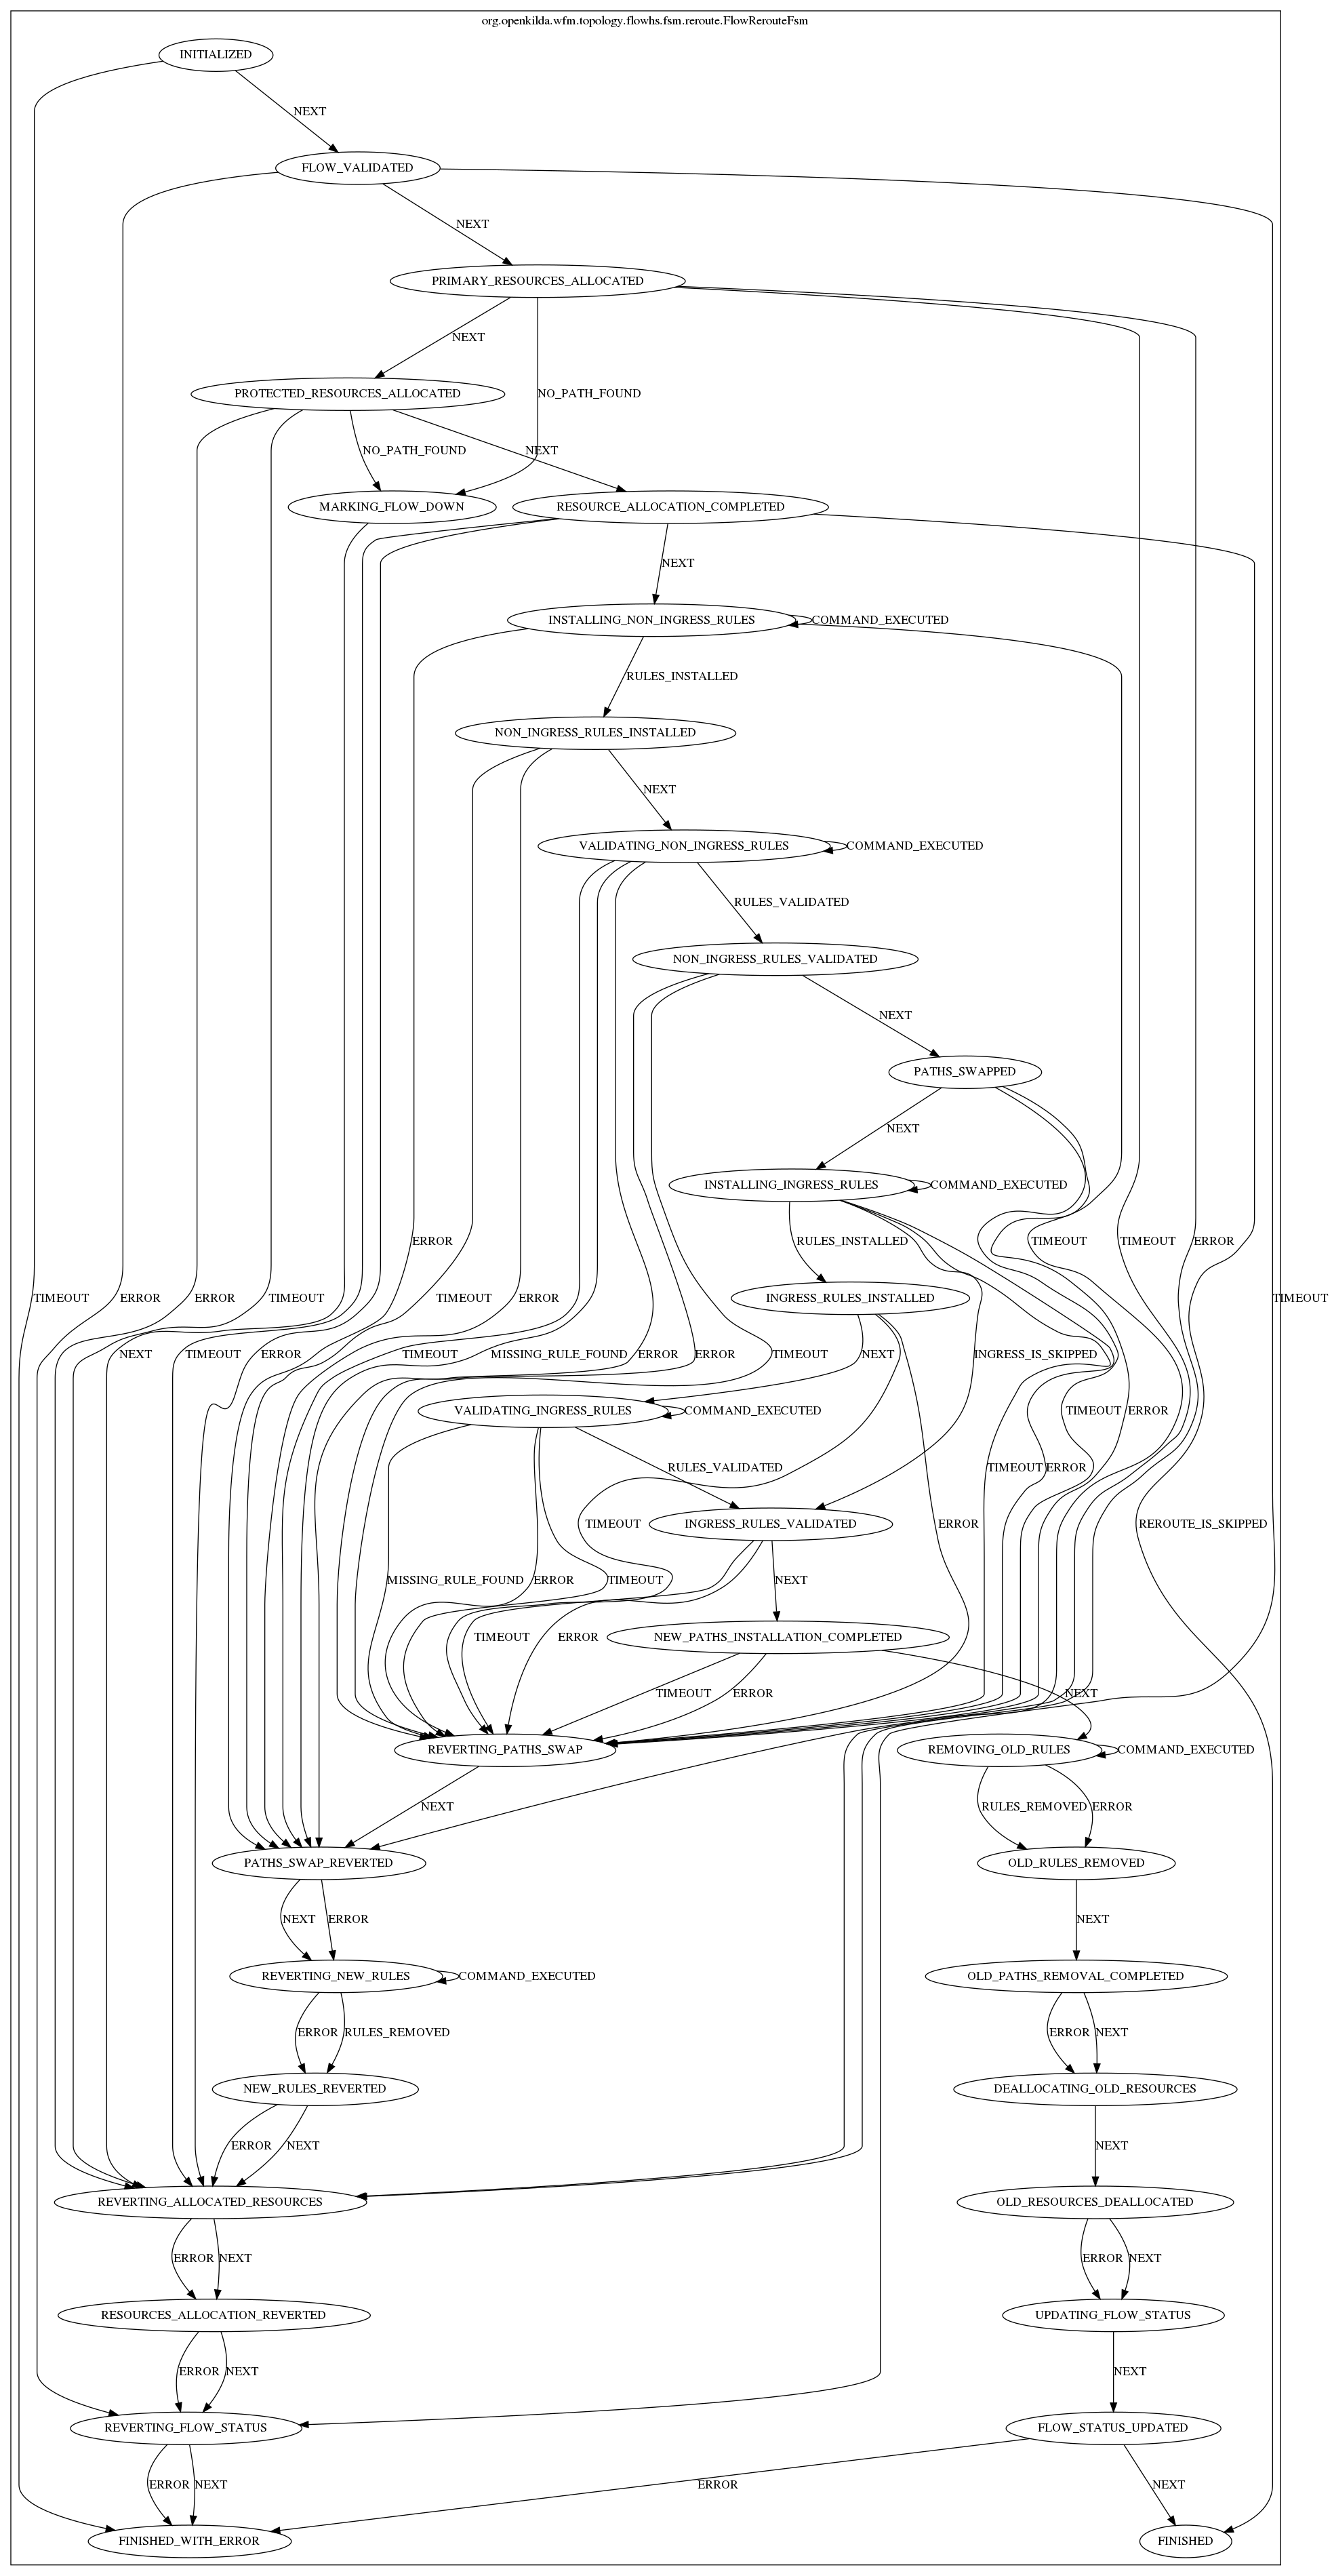 org.openkilda.wfm.topology.flowhs.fsm.reroute.FlowRerouteFsm
INITIALIZED
NEXT
FLOW_VALIDATED
NEXT
PRIMARY_RESOURCES_ALLOCATED
NEXT
PROTECTED_RESOURCES_ALLOCATED
NO_PATH_FOUND
NO_PATH_FOUND
NEXT
MARKING_FLOW_DOWN
RESOURCE_ALLOCATION_COMPLETED
NEXT
INSTALLING_NON_INGRESS_RULES
COMMAND_EXECUTED
RULES_INSTALLED
NON_INGRESS_RULES_INSTALLED
NEXT
VALIDATING_NON_INGRESS_RULES
COMMAND_EXECUTED
RULES_VALIDATED
NON_INGRESS_RULES_VALIDATED
NEXT
PATHS_SWAPPED
NEXT
INSTALLING_INGRESS_RULES
COMMAND_EXECUTED
ERROR
RULES_INSTALLED
TIMEOUT
TIMEOUT
ERROR
TIMEOUT
ERROR
ERROR
TIMEOUT
TIMEOUT
ERROR
INGRESS_RULES_INSTALLED
TIMEOUT
NEXT
TIMEOUT
ERROR
TIMEOUT
MISSING_RULE_FOUND
ERROR
ERROR
TIMEOUT
NEXT
INGRESS_IS_SKIPPED
VALIDATING_INGRESS_RULES
COMMAND_EXECUTED
TIMEOUT
ERROR
RULES_VALIDATED
TIMEOUT
ERROR
TIMEOUT
INGRESS_RULES_VALIDATED
ERROR
REROUTE_IS_SKIPPED
MISSING_RULE_FOUND
ERROR
TIMEOUT
NEXT
TIMEOUT
ERROR
NEW_PATHS_INSTALLATION_COMPLETED
TIMEOUT
ERROR
NEXT
REVERTING_PATHS_SWAP
REMOVING_OLD_RULES
COMMAND_EXECUTED
NEXT
RULES_REMOVED
ERROR
PATHS_SWAP_REVERTED
OLD_RULES_REMOVED
NEXT
ERROR
NEXT
REVERTING_NEW_RULES
COMMAND_EXECUTED
OLD_PATHS_REMOVAL_COMPLETED
ERROR
RULES_REMOVED
ERROR
NEXT
NEW_RULES_REVERTED
DEALLOCATING_OLD_RESOURCES
ERROR
NEXT
NEXT
REVERTING_ALLOCATED_RESOURCES
OLD_RESOURCES_DEALLOCATED
ERROR
NEXT
ERROR
NEXT
RESOURCES_ALLOCATION_REVERTED
UPDATING_FLOW_STATUS
ERROR
NEXT
NEXT
REVERTING_FLOW_STATUS
FLOW_STATUS_UPDATED
ERROR
NEXT
ERROR
NEXT
FINISHED_WITH_ERROR
FINISHED